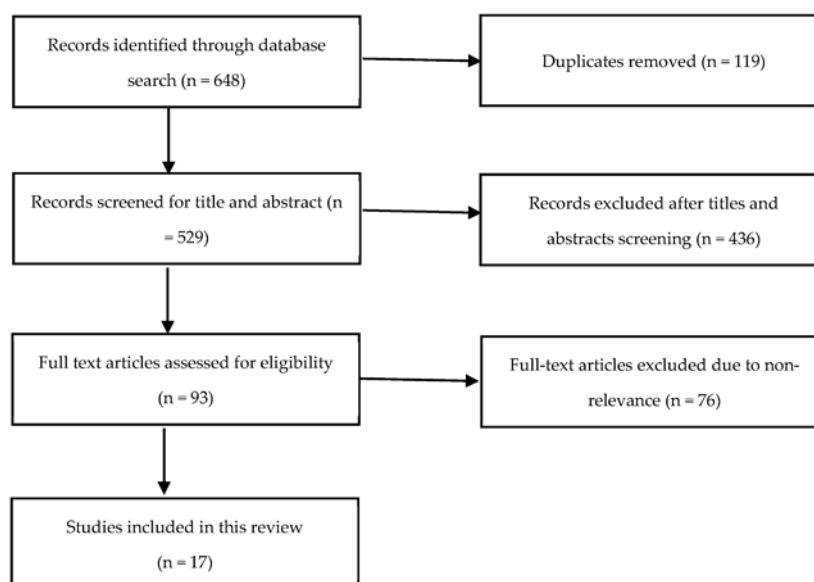 Records identified through database
search (n = 648)
Duplicates removed (n = 119)
Records screened for title and abstract (n
= 529)
Records excluded after titles and
abstracts screening (n = 436)
Full text articles assessed for eligibility
(n = 93)
Full-text articles excluded due to non-
relevance (n = 76)
Studies included in this review
(n = 17)